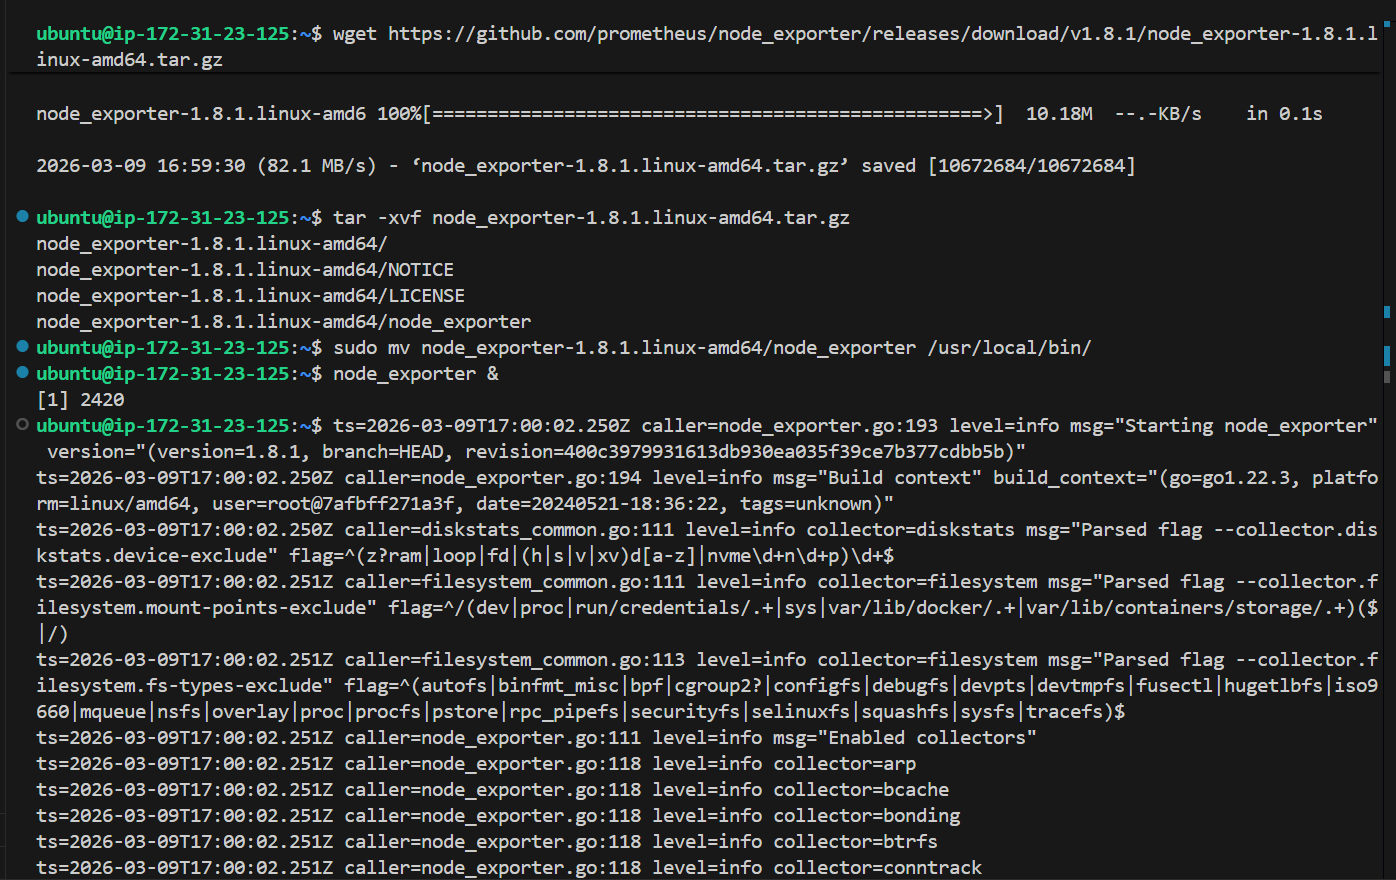 ubuntu@ip-172-31-23-125:~$ wget https://github.com/prometheus/node_exporter/releases/download/v1.8.1/node_exporter-1.8.1.l
inux-amd64.tar.gz
node_exporter-1.8.1.linux-amd6 100%[==================================================>]  10.18M  --.-KB/s    in 0.1s
2026-03-09 16:59:30 (82.1 MB/s) - ‘node_exporter-1.8.1.linux-amd64.tar.gz’ saved [10672684/10672684]
ubuntu@ip-172-31-23-125:~$ tar -xvf node_exporter-1.8.1.linux-amd64.tar.gz
node_exporter-1.8.1.linux-amd64/
node_exporter-1.8.1.linux-amd64/NOTICE
node_exporter-1.8.1.linux-amd64/LICENSE
node_exporter-1.8.1.linux-amd64/node_exporter
ubuntu@ip-172-31-23-125:~$ sudo mv node_exporter-1.8.1.linux-amd64/node_exporter /usr/local/bin/
ubuntu@ip-172-31-23-125:~$ node_exporter &
[1] 2420
ubuntu@ip-172-31-23-125:~$ ts=2026-03-09T17:00:02.250Z caller=node_exporter.go:193 level=info msg="Starting node_exporter"
 version="(version=1.8.1, branch=HEAD, revision=400c3979931613db930ea035f39ce7b377cdbb5b)"
ts=2026-03-09T17:00:02.250Z caller=node_exporter.go:194 level=info msg="Build context" build_context="(go=go1.22.3, platfo
rm=linux/amd64, user=root@7afbff271a3f, date=20240521-18:36:22, tags=unknown)"
ts=2026-03-09T17:00:02.250Z caller=diskstats_common.go:111 level=info collector=diskstats msg="Parsed flag --collector.dis
kstats.device-exclude" flag=^(z?ram|loop|fd|(h|s|v|xv)d[a-z]|nvme\d+n\d+p)\d+$
ts=2026-03-09T17:00:02.251Z caller=filesystem_common.go:111 level=info collector=filesystem msg="Parsed flag --collector.f
ilesystem.mount-points-exclude" flag=^/(dev|proc|run/credentials/.+|sys|var/lib/docker/.+|var/lib/containers/storage/.+)($
|/)
ts=2026-03-09T17:00:02.251Z caller=filesystem_common.go:113 level=info collector=filesystem msg="Parsed flag --collector.f
ilesystem.fs-types-exclude" flag=^(autofs|binfmt_misc|bpf|cgroup2?|configfs|debugfs|devpts|devtmpfs|fusectl|hugetlbfs|iso9
660|mqueue|nsfs|overlay|proc|procfs|pstore|rpc_pipefs|securityfs|selinuxfs|squashfs|sysfs|tracefs)$
ts=2026-03-09T17:00:02.251Z caller=node_exporter.go:111 level=info msg="Enabled collectors"
ts=2026-03-09T17:00:02.251Z caller=node_exporter.go:118 level=info collector=arp
ts=2026-03-09T17:00:02.251Z caller=node_exporter.go:118 level=info collector=bcache
ts=2026-03-09T17:00:02.251Z caller=node_exporter.go:118 level=info collector=bonding
ts=2026-03-09T17:00:02.251Z caller=node_exporter.go:118 level=info collector=btrfs
ts=2026-03-09T17:00:02.251Z caller=node_exporter.go:118 level=info collector=conntrack